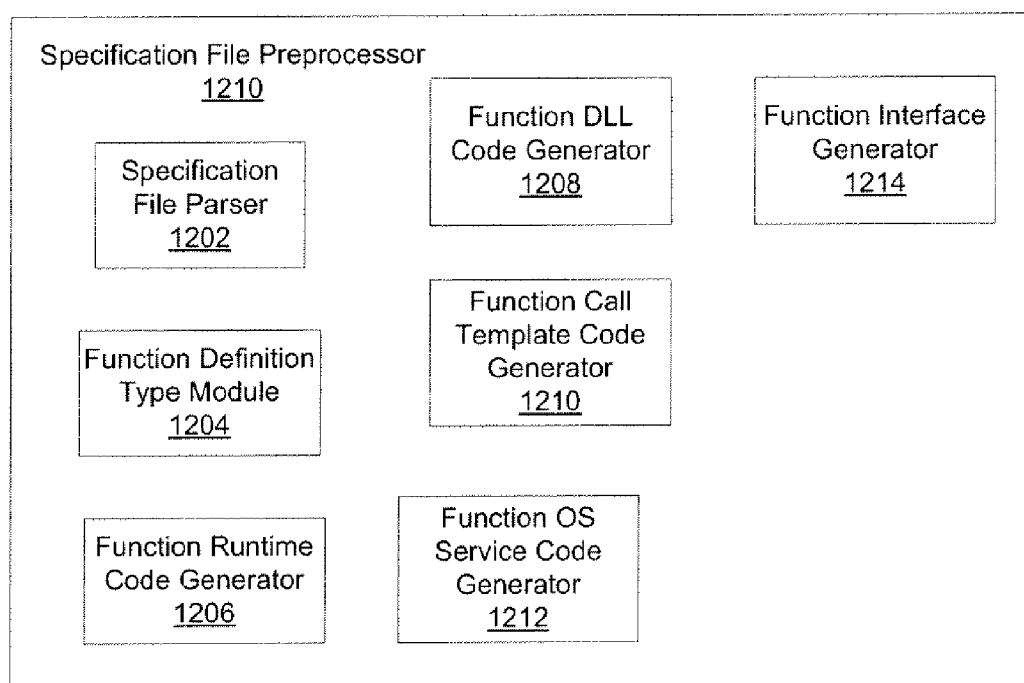 Specification File Preprocessor
1210
Specification
File Parser
1202
Function Definition
Type Module
1204
Function Runtime
Code Generator
1206
Function DLL
Code Generator
1208
Function Call
Template Code
Generator
1210
Function OS
Service Code
Generator
1212
Function Interface
Generator
1214